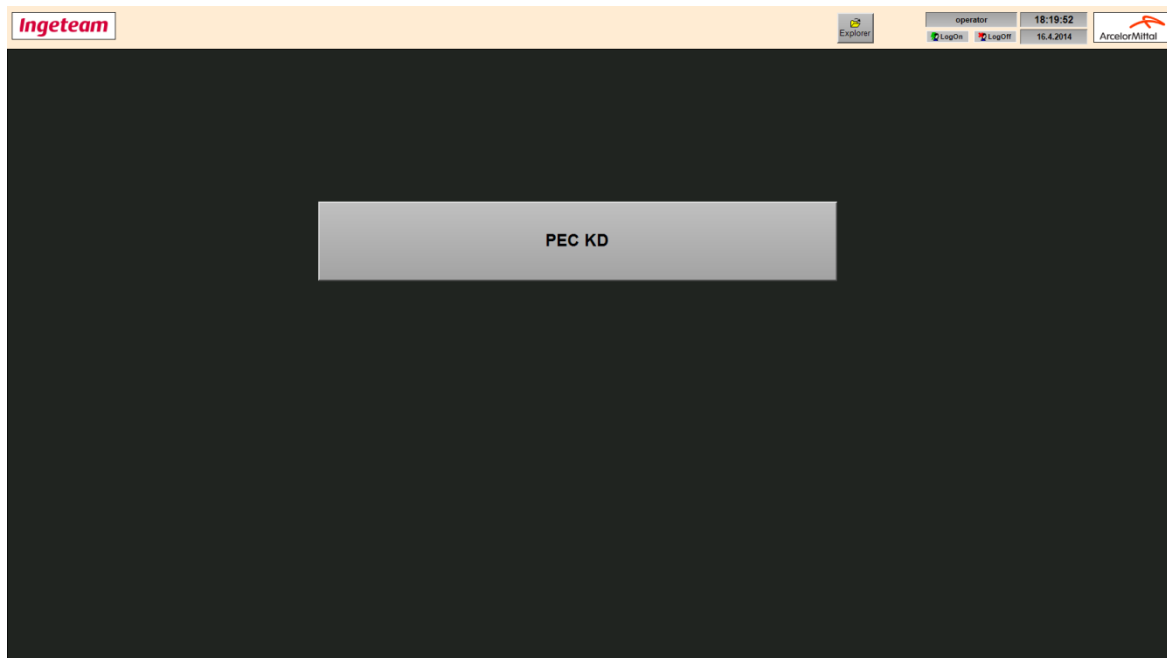 Ingeteam
Explorer
operator
18:19:52
LogOn
LogOff
16.4.2014
ArcelorMittal
PEC KD